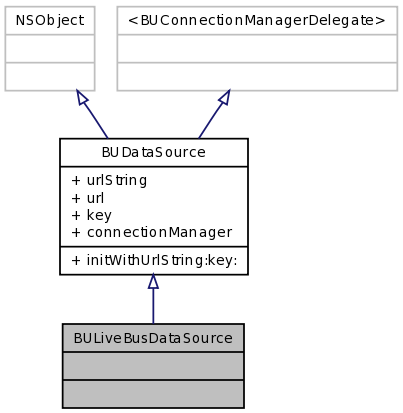 NSObject
<BUConnectionManagerDelegate>
BUDataSource
+ urlString
+ url
+ key
+ connectionManager
+ initWithUrlString:key:
BULiveBusDataSource